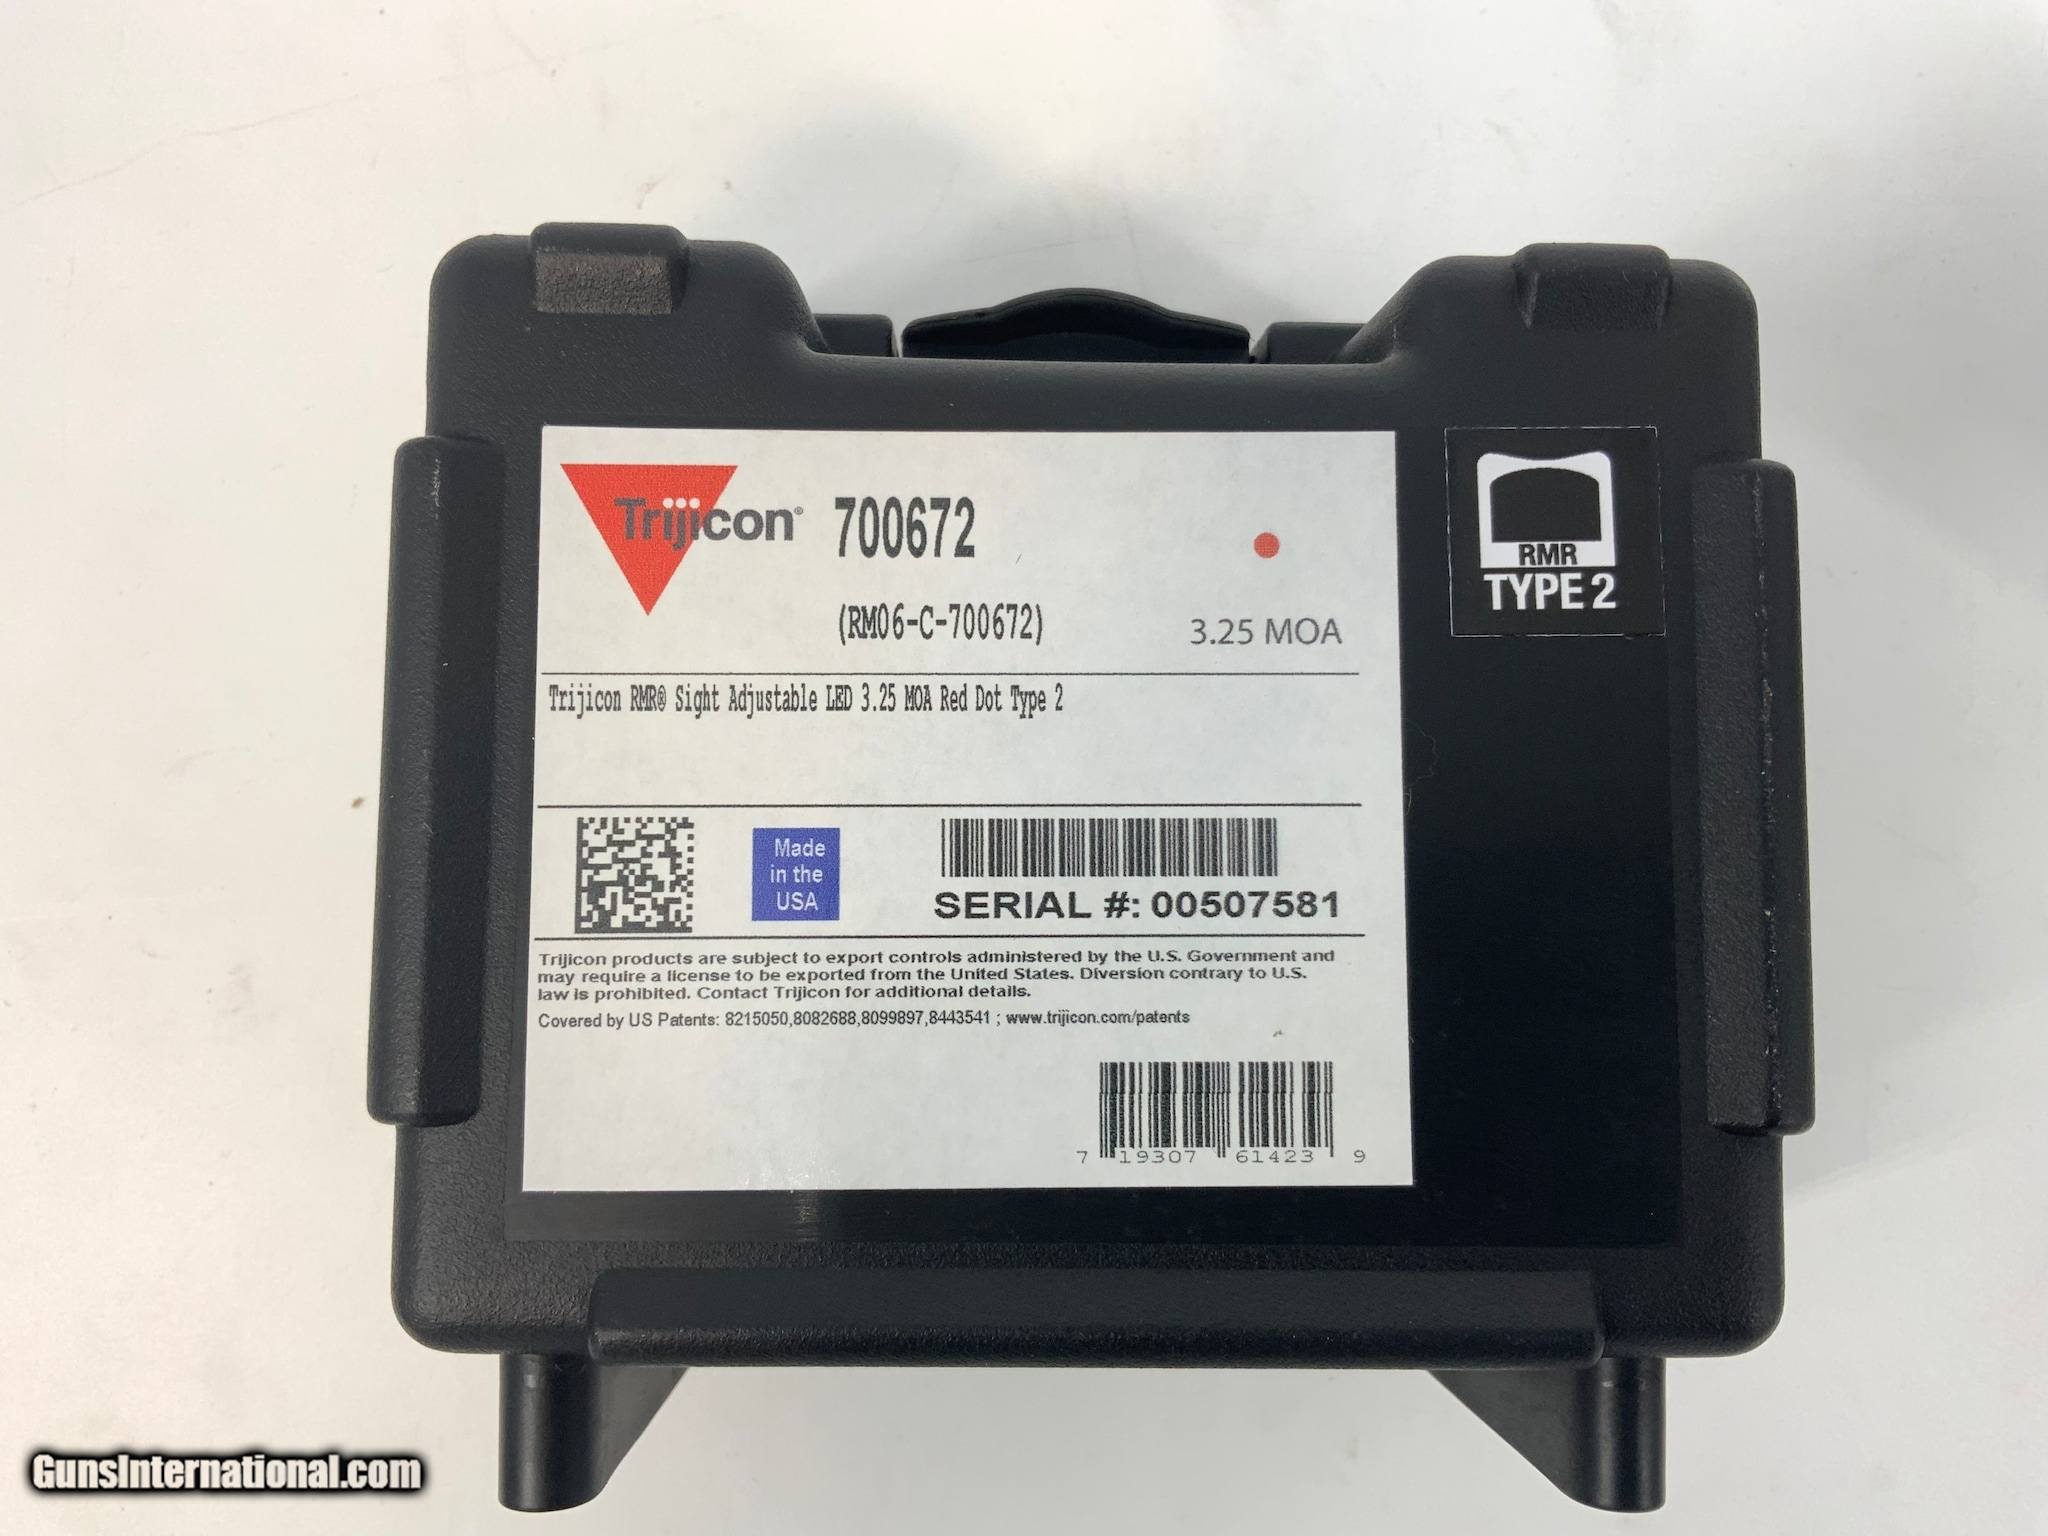 Trijicon® 700672
(RM06-C-700672)
3.25 MOA
RMR
TYPE 2
Trijicon RMR® Sight Adjustable LED 3.25 MOA Red Dot Type 2
Made
in the
USA
SERIAL #: 00507581
Trijicon products are subject to export controls administered by the U.S. Government and
may require a license to be exported from the United States. Diversion contrary to U.S.
law is prohibited. Contact Trijicon for additional details.
Covered by US Patents: 8215050,8082688,8099897,8443541 ; www.trijicon.com/patents
7 19307 61423 9
GunsInternational.com